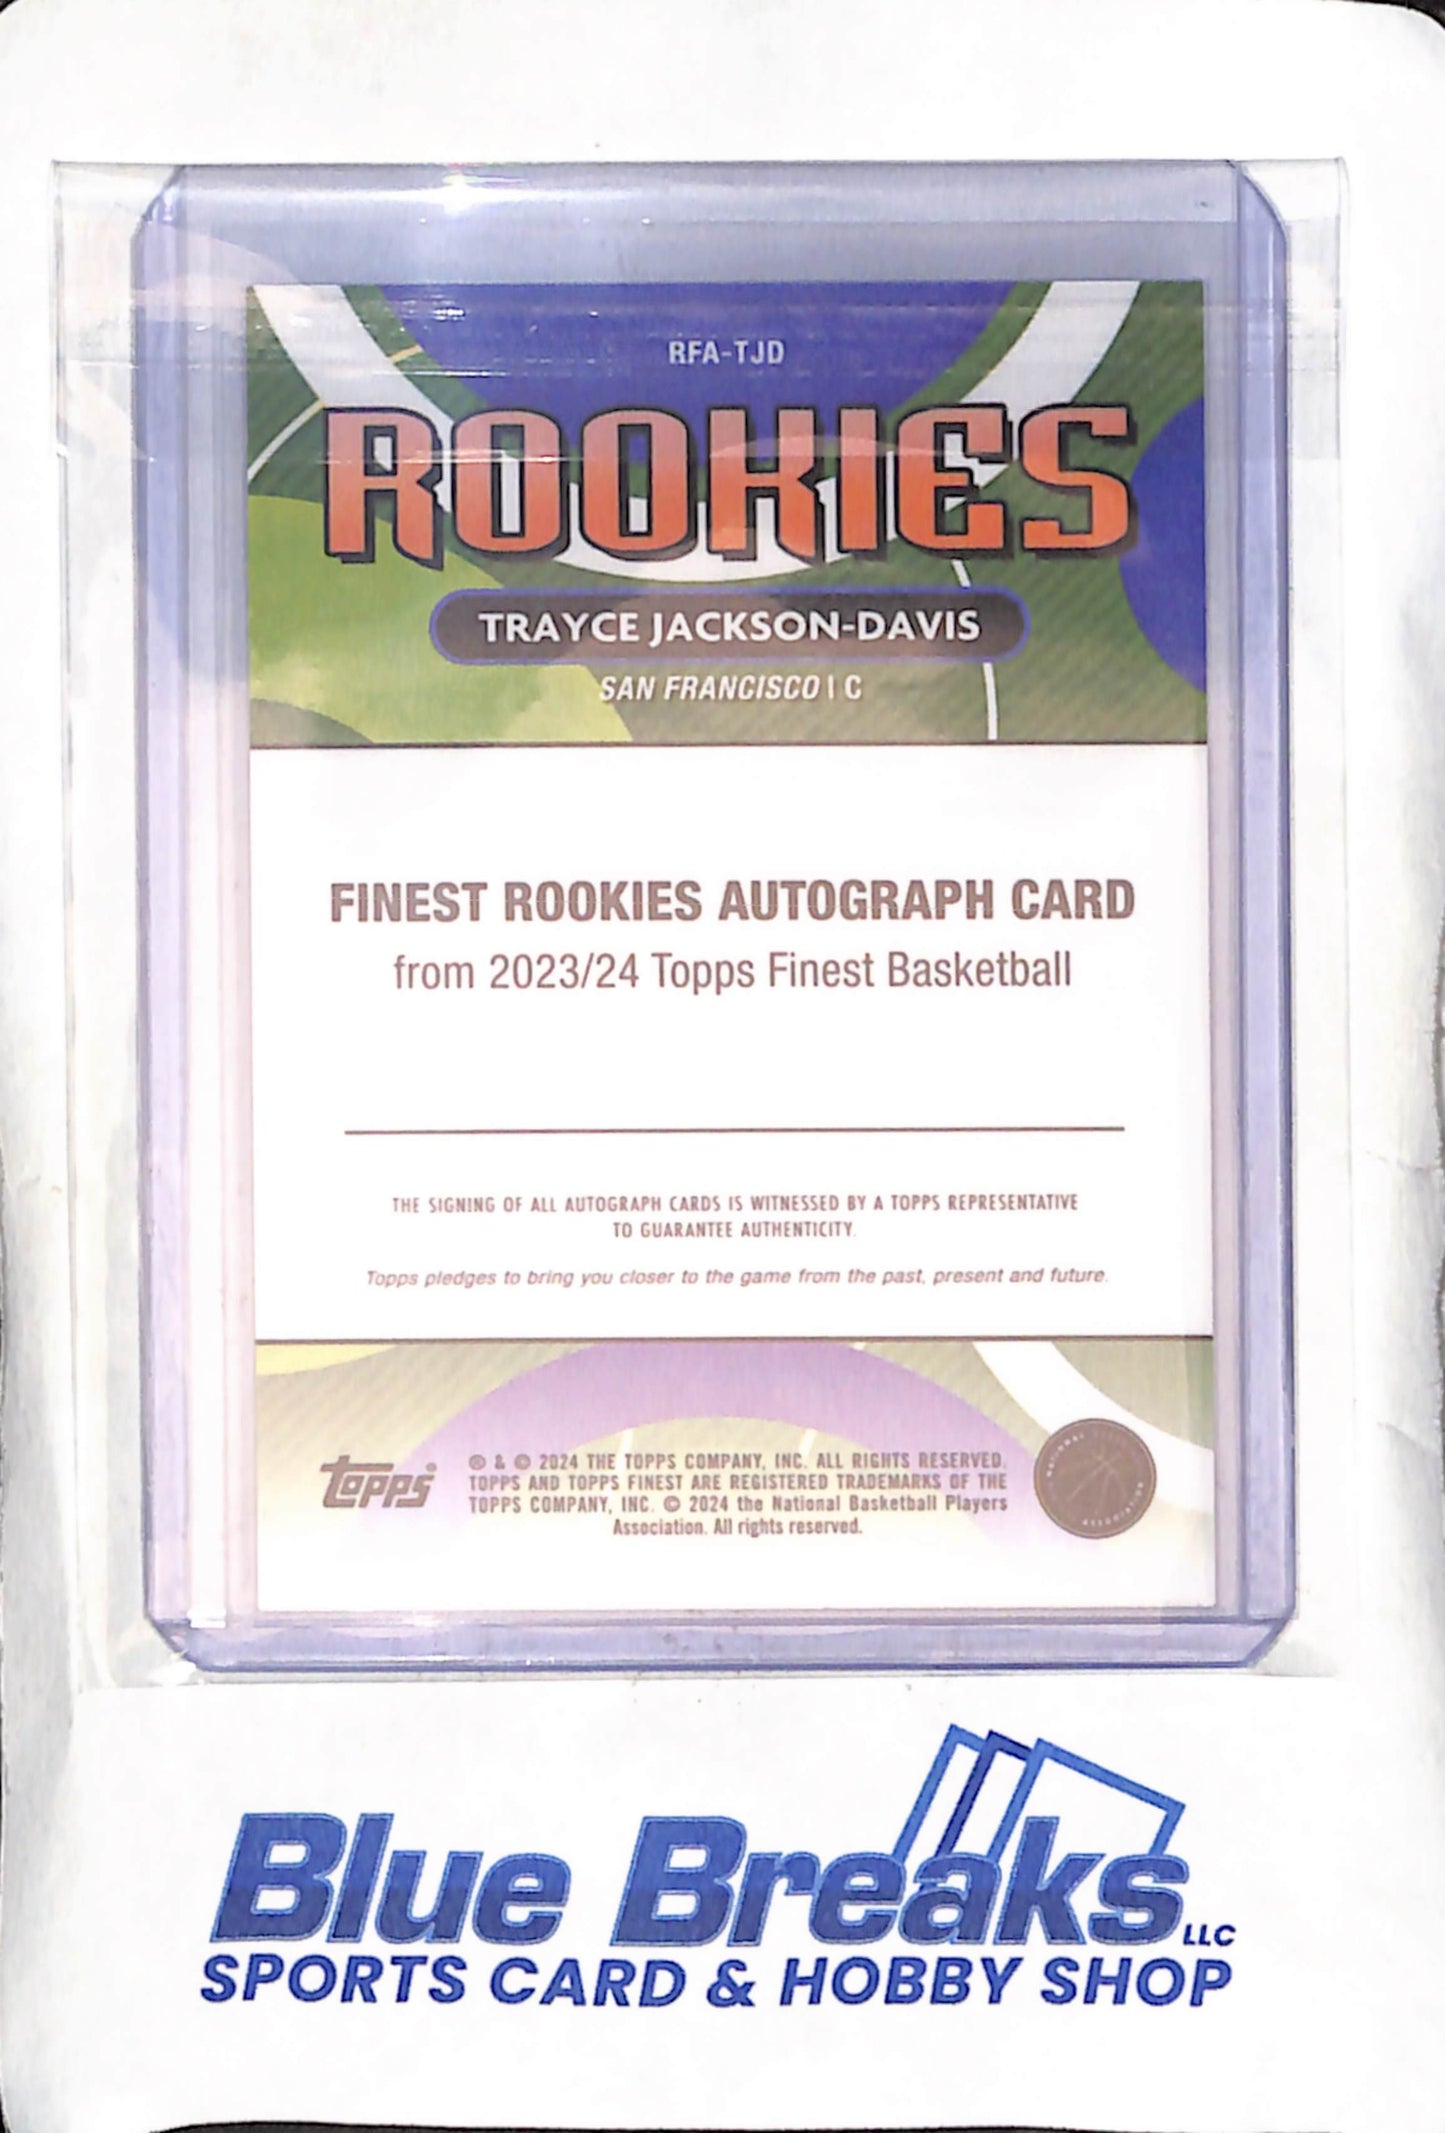 RFA-TJD
ROOKIES
TRAYCE JACKSON-DAVIS
SAN FRANCISCO | C
FINEST ROOKIES AUTOGRAPH CARD
from 2023/24 Topps Finest Basketball
THE SIGNING OF ALL AUTOGRAPH CARDS IS WITNESSED BY A TOPPS REPRESENTATIVE
TO GUARANTEE AUTHENTICITY.
Topps pledges to bring you closer to the game from the past, present and future.
topps
® & © 2024 THE TOPPS COMPANY, INC. ALL RIGHTS RESERVED.
TOPPS AND TOPPS FINEST ARE REGISTERED TRADEMARKS OF THE
TOPPS COMPANY, INC. © 2024 the National Basketball Players
Association. All rights reserved.
NATIONAL
ASSOCIATION
Blue Breaks LLC
SPORTS CARD & HOBBY SHOP